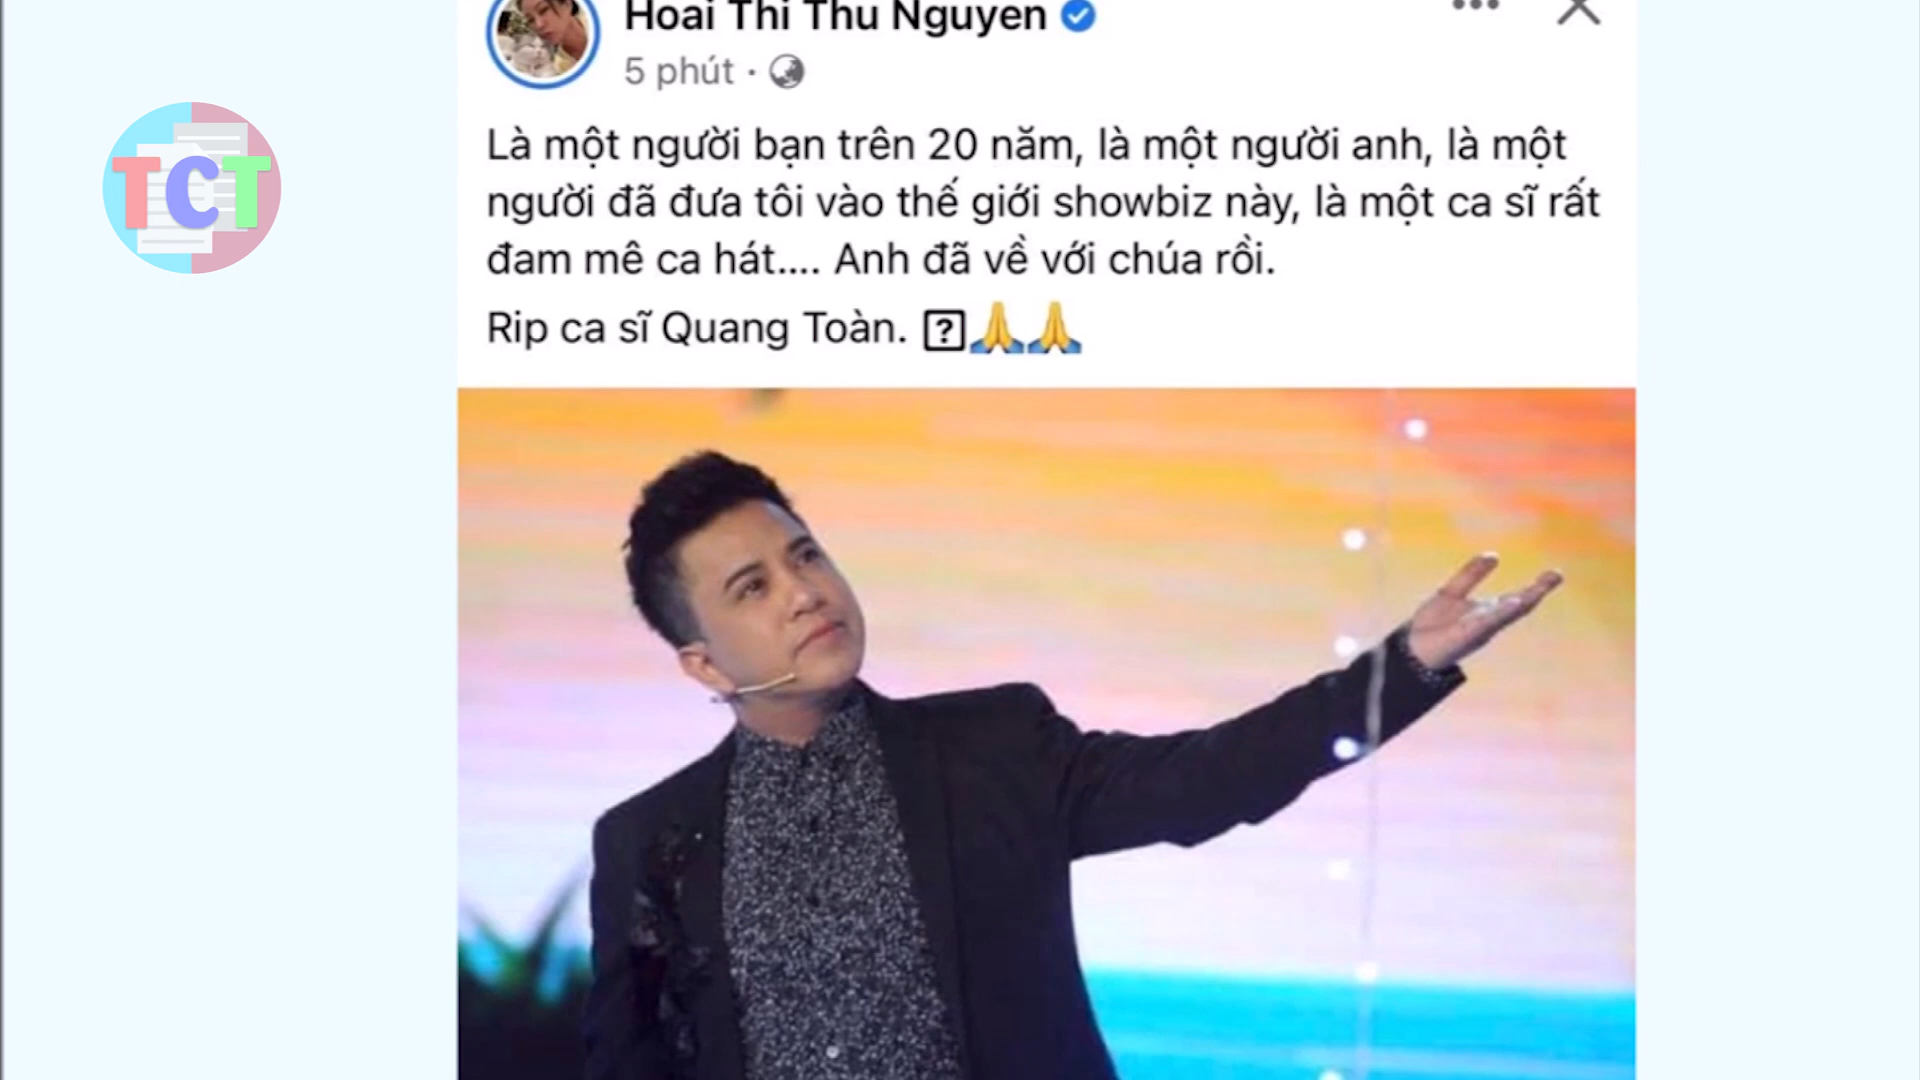 Hoai Thi Thu Nguyen
5 phút ·
TCT
Là một người bạn trên 20 năm, là một người anh, là một
người đã đưa tôi vào thế giới showbiz này, là một ca sĩ rất
đam mê ca hát.... Anh đã về với chúa rồi.
Rip ca sĩ Quang Toàn. 🙏🙏